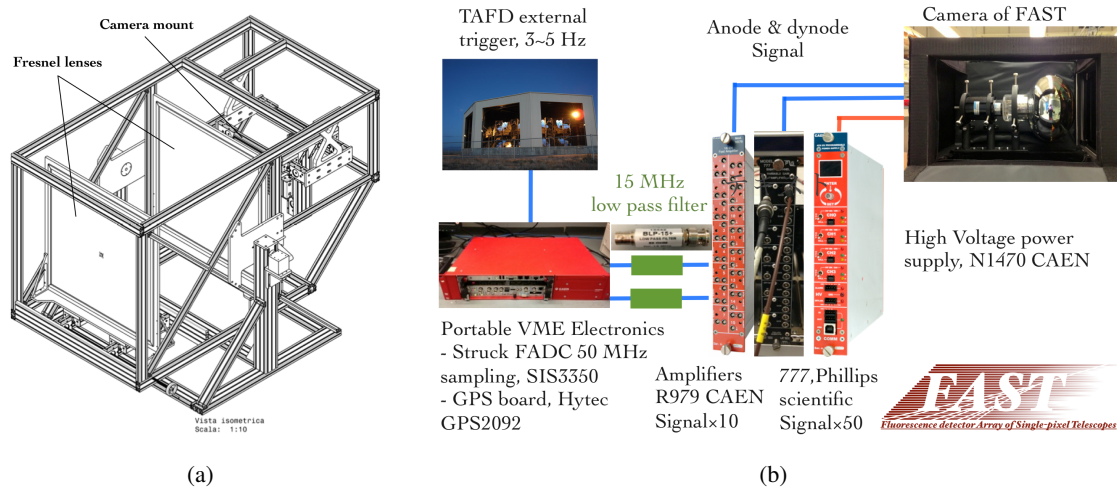 Camera mount
Fresnel lenses
Vista isometrica
Scala: 1:10
(a)
TAFD external
trigger, 3~5 Hz
Anode & dynode
Signal
Camera of FAST
15 MHz
low pass filter
BLP-15+
High Voltage power
supply, N1470 CAEN
Portable VME Electronics
- Struck FADC 50 MHz
sampling, SIS3350
- GPS board, Hytec
GPS2092
Amplifiers
R979 CAEN
Signal×10
777,Phillips
scientific
Signal×50
FAST
Fluorescence detector Array of Single-pixel Telescopes
(b)